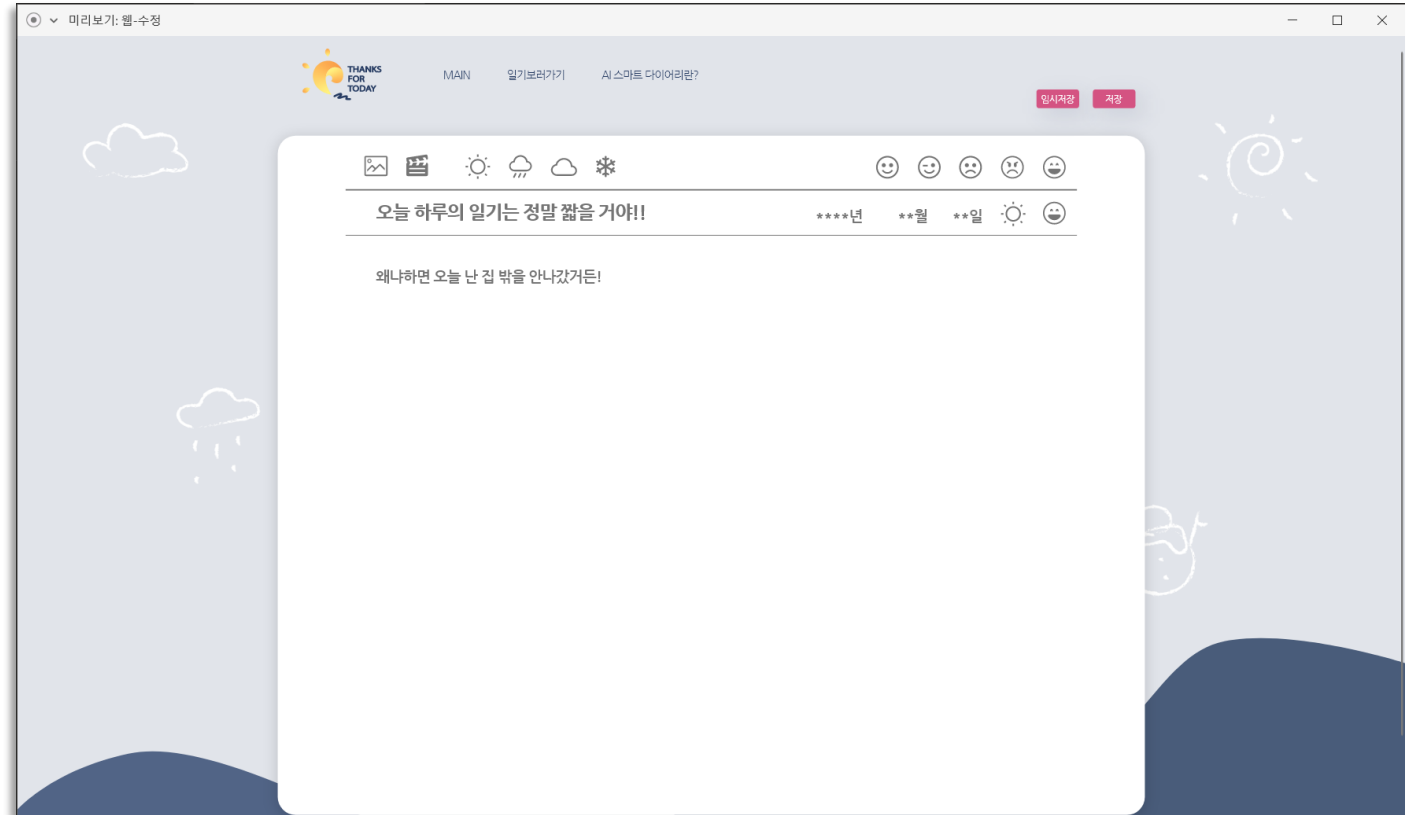 미리보기: 웹-수정
THANKS
FOR
TODAY
MAIN 일기보러가기 AI 스마트 다이어리란?
임시저장 저장
오늘 하루의 일기는 정말 짧을 거야!! ****년 **월 **일
왜냐하면 오늘 난 집 밖을 안나갔거든!